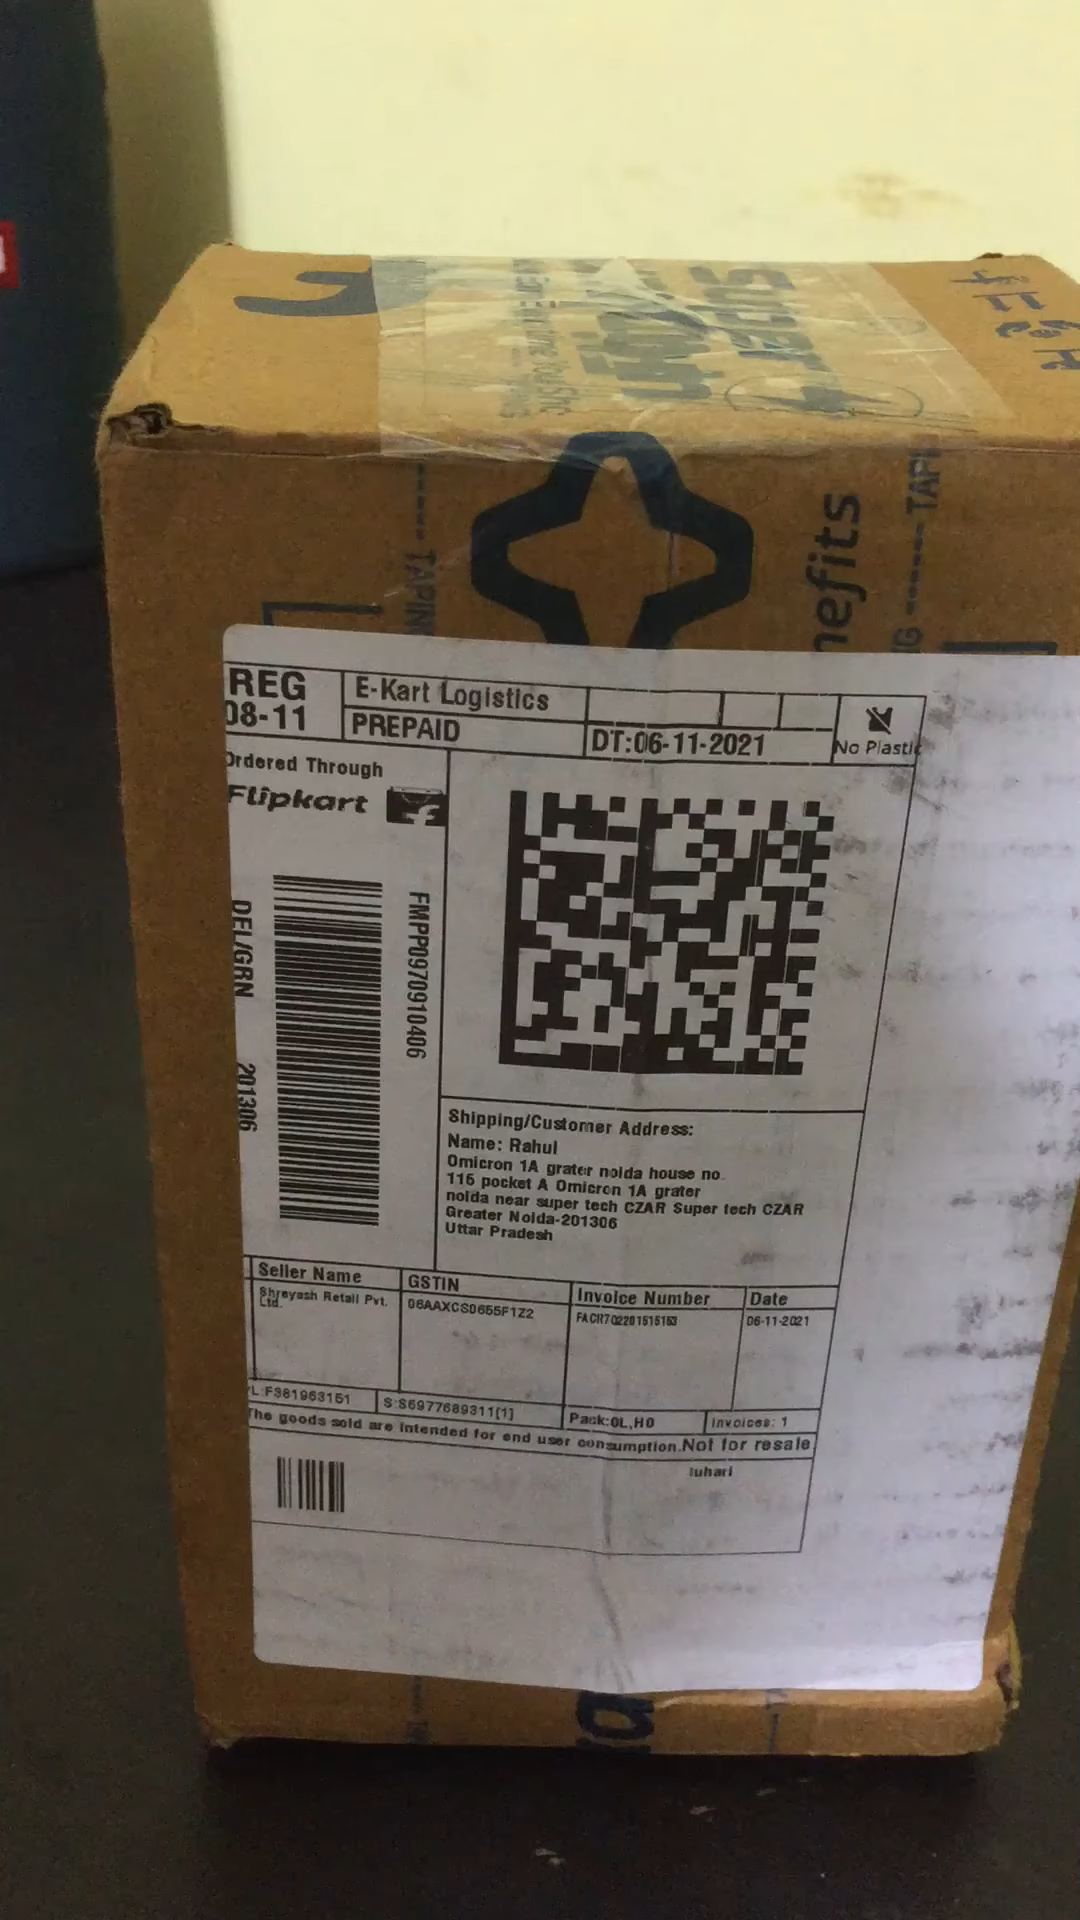 nefits
TAPING
REG
08-11
E-Kart Logistics
PREPAID
DT:06-11-2021
No Plastic
Ordered Through
Flipkart
FMPP0970910406
DEL/GRN 201306
Shipping/Customer Address:
Name: Rahul
Omicron 1A grater noida house no.
115 pocket A Omicron 1A grater
noida near super tech CZAR Super tech CZAR
Greater Noida-201306
Uttar Pradesh
Seller Name
GSTIN
Invoice Number
Date
Shreyash Retail Pvt.
Ltd.
06AAXCS0655F1Z2
06-11-2021
L:F381963151
S:S6977689311[1]
Pack:0L,H0
Invoices: 1
The goods sold are intended for end user consumption.Not for resale
luhari